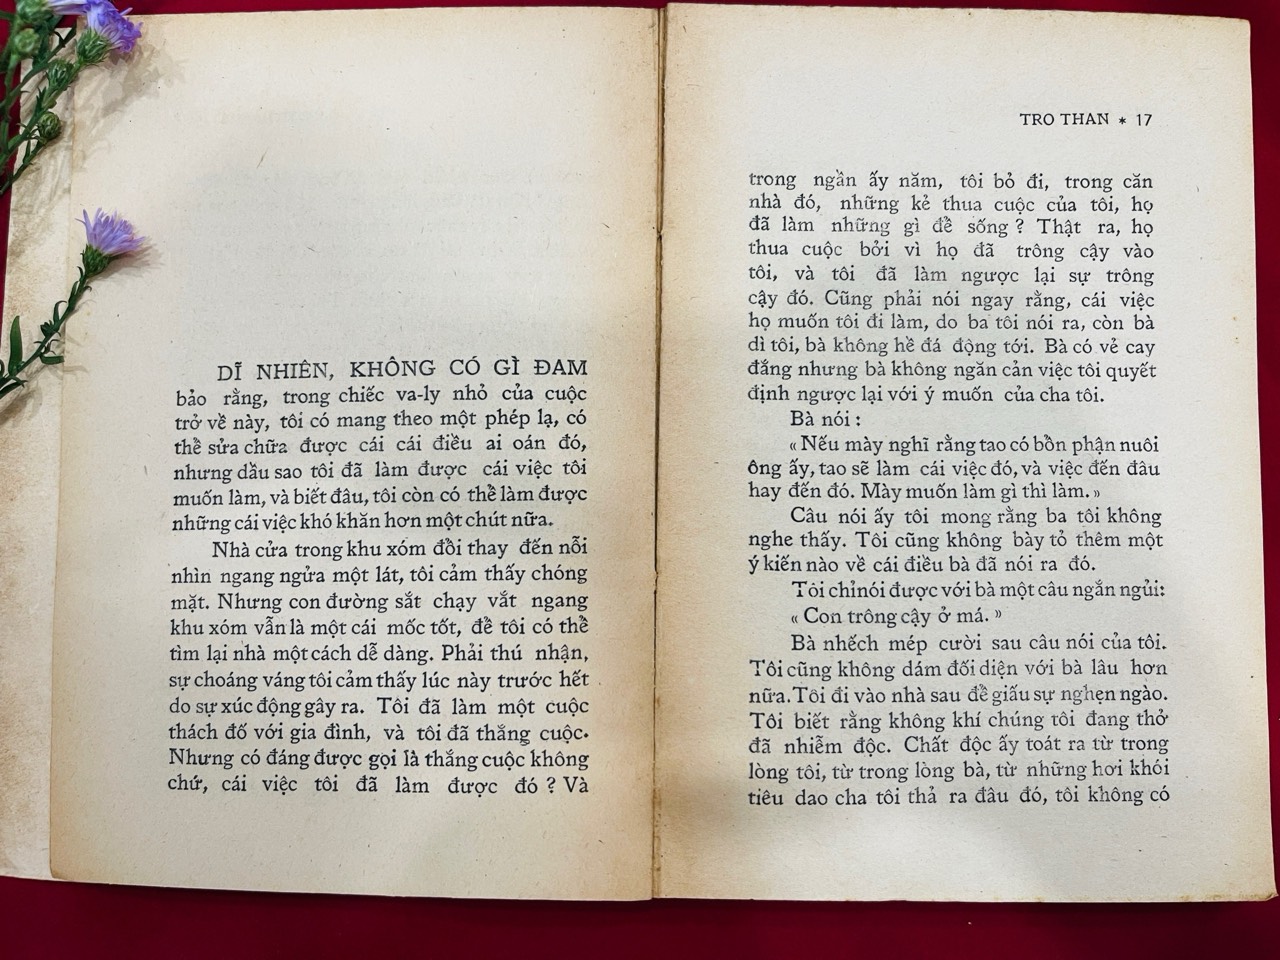 DĨ NHIÊN, KHÔNG CÓ GÌ ĐAM
bảo rằng, trong chiếc va-ly nhỏ của cuộc
trở về này, tôi có mang theo một phép lạ, có
thể sửa chữa được cái cái điều ai oán đó,
nhưng dầu sao tôi đã làm được cái việc tôi
muốn làm, và biết đâu, tôi còn có thể làm được
những cái việc khó khăn hơn một chút nữa.
Nhà cửa trong khu xóm đổi thay đến nỗi
nhìn ngang ngửa một lát, tôi cảm thấy chóng
mặt. Nhưng con đường sắt chạy vắt ngang
khu xóm vẫn là một cái mốc tốt, để tôi có thể
tìm lại nhà một cách dễ dàng. Phải thú nhận,
sự choáng váng tôi cảm thấy lúc này trước hết
do sự xúc động gây ra. Tôi đã làm một cuộc
thách đố với gia đình, và tôi đã thắng cuộc.
Nhưng có đáng được gọi là thắng cuộc không
chứ, cái việc tôi đã làm được đó ? Và
TRO THAN * 17
trong ngần ấy năm, tôi bỏ đi, trong căn
nhà đó, những kẻ thua cuộc của tôi, họ
đã làm những gì để sống ? Thật ra, họ
thua cuộc bởi vì họ đã trông cậy vào
tôi, và tôi đã làm ngược lại sự trông
cậy đó. Cũng phải nói ngay rằng, cái việc
họ muốn tôi đi làm, do ba tôi nói ra, còn bà
dì tôi, bà không hề đá động tới. Bà có vẻ cay
đắng nhưng bà không ngăn cản việc tôi quyết
định ngược lại với ý muốn của cha tôi.
Bà nói :
« Nếu mày nghĩ rằng tao có bổn phận nuôi
ông ấy, tao sẽ làm cái việc đó, và việc đến đâu
hay đến đó. Mày muốn làm gì thì làm. »
Câu nói ấy tôi mong rằng ba tôi không
nghe thấy. Tôi cũng không bày tỏ thêm một
ý kiến nào về cái điều bà đã nói ra đó.
Tôi chỉnói được với bà một câu ngắn ngủi:
« Con trông cậy ở má. »
Bà nhếch mép cười sau câu nói của tôi.
Tôi cũng không dám đối diện với bà lâu hơn
nữa. Tôi đi vào nhà sau để giấu sự nghẹn ngào.
Tôi biết rằng không khí chúng tôi đang thở
đã nhiễm độc. Chất độc ấy toát ra từ trong
lòng tôi, từ trong lòng bà, từ những hơi khói
tiêu dao cha tôi thả ra đâu đó, tôi không có